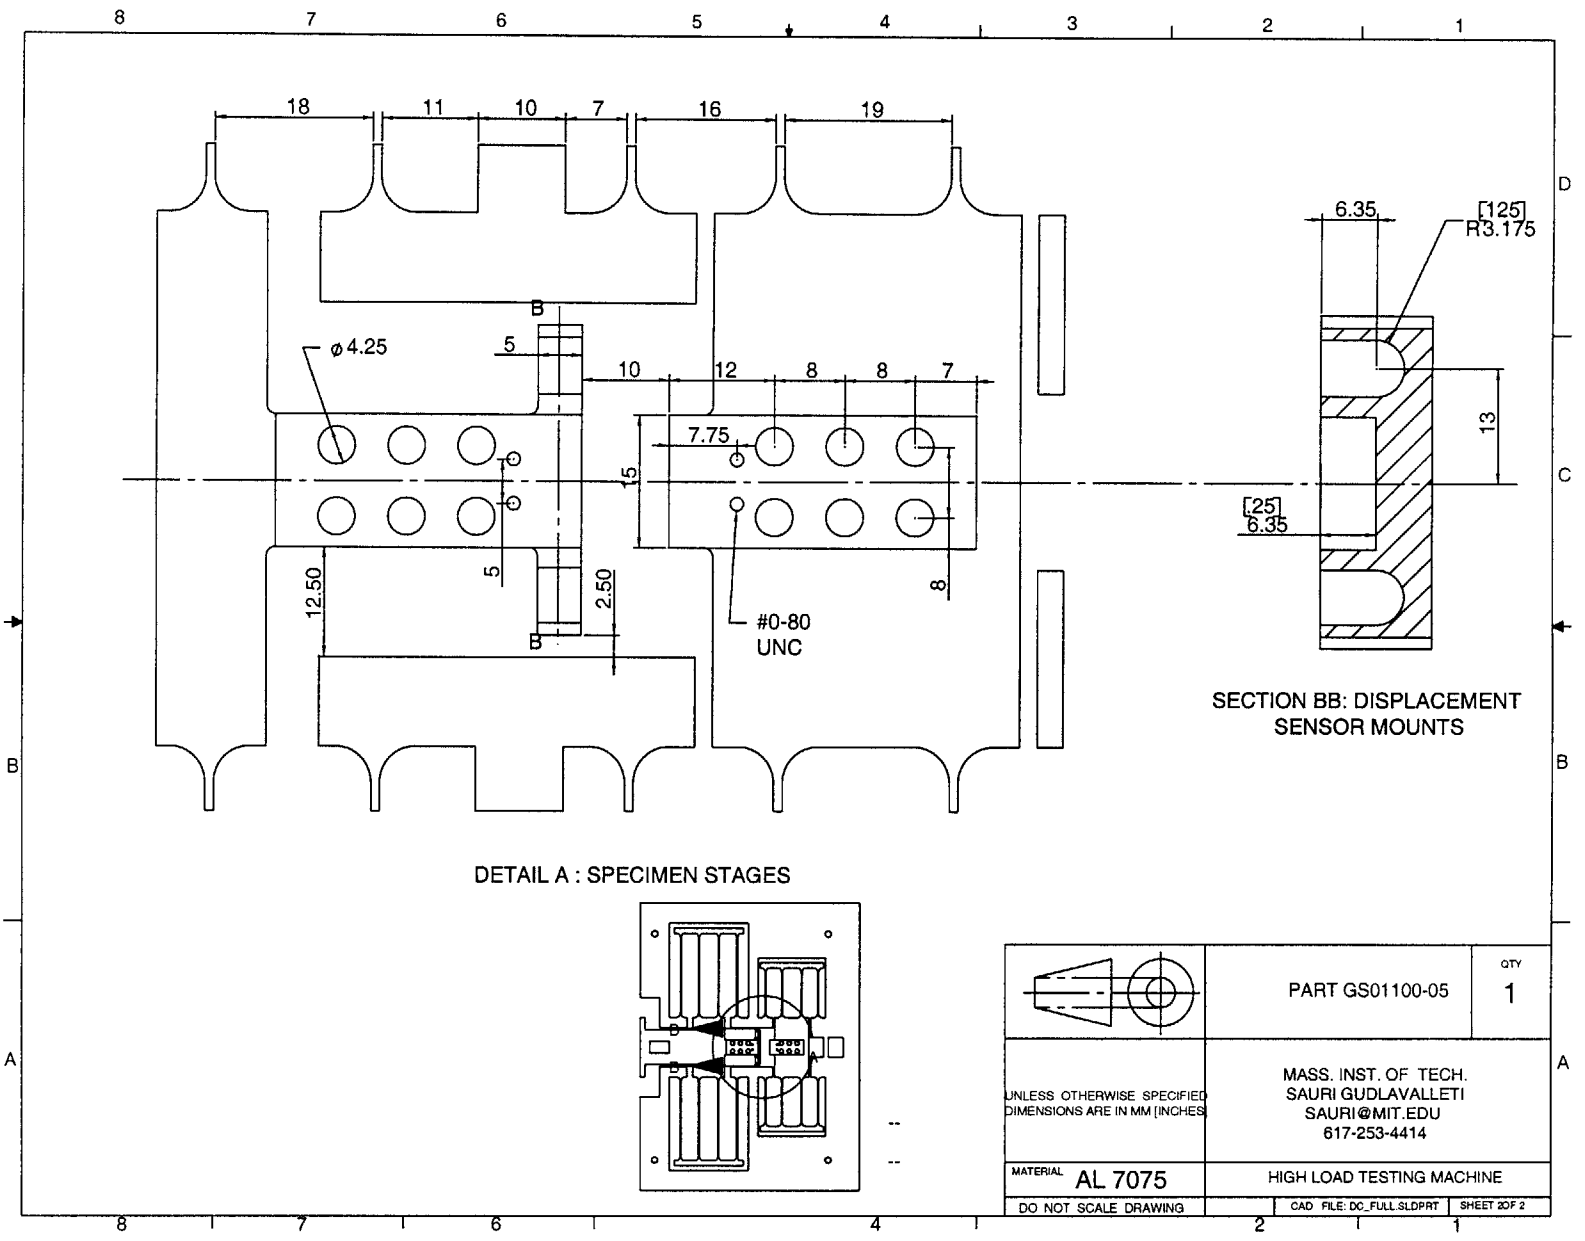 8 7 6 5 4 3 2 1
18 11 10 7 16 19
D
6.35
[.125]
R3.175
B
ø4.25
5
10 12 8 8 7
7.75
15
13
C C
[.25]
6.35
12.50
5
2.50
8
B
#0-80
UNC
SECTION BB: DISPLACEMENT
SENSOR MOUNTS
B B
DETAIL A : SPECIMEN STAGES
B
A
B
--
--
PART GS01100-05
QTY
1
A A
UNLESS OTHERWISE SPECIFIED
DIMENSIONS ARE IN MM [INCHES]
MASS. INST. OF TECH.
SAURI GUDLAVALLETI
SAURI@MIT.EDU
617-253-4414
MATERIAL AL 7075
HIGH LOAD TESTING MACHINE
DO NOT SCALE DRAWING
CAD FILE: DC_FULL.SLDPRT
SHEET 2OF 2
8 7 6 4 2 1